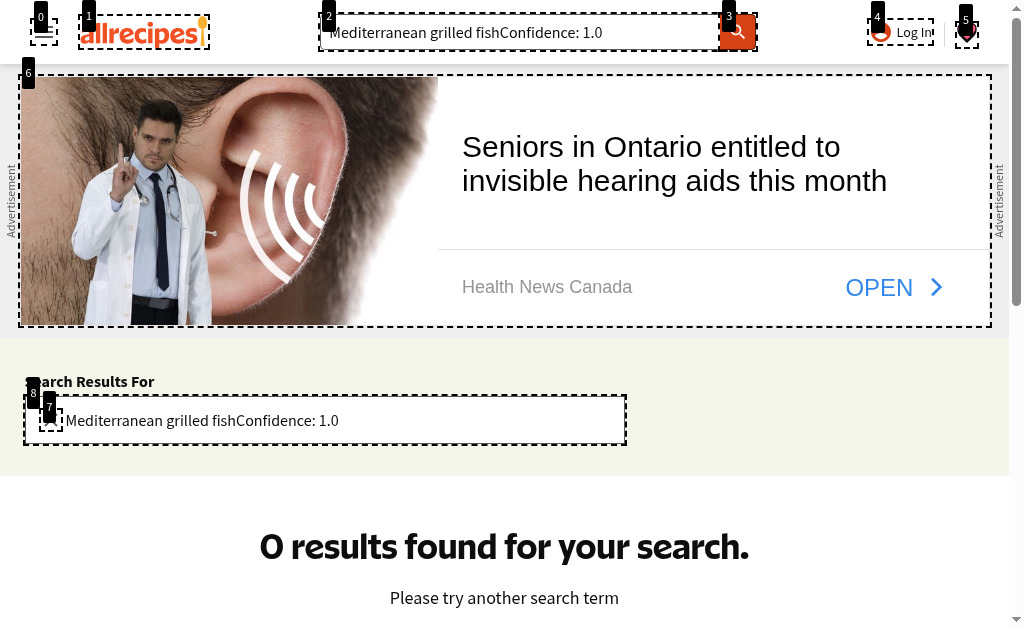 0
1
2
3
4
5
allrecipes
Mediterranean grilled fishConfidence: 1.0
Log In
6
Advertisement
Seniors in Ontario entitled to
invisible hearing aids this month
Health News Canada
OPEN
Advertisement
Search Results For
8
7
Mediterranean grilled fishConfidence: 1.0
0 results found for your search.
Please try another search term